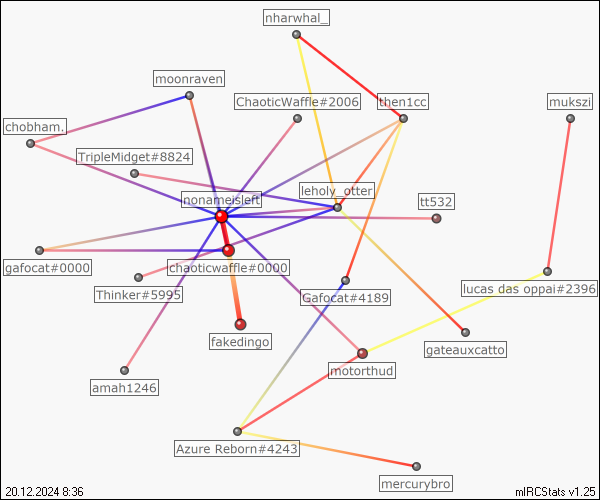 nharwhal_
moonraven
ChaoticWaffle#2006
then1cc
mukszi
chobham.
TripleMidget#8824
nonameisleft
leholy_otter
tt532
gafocat#0000
chaoticwaffle#0000
Thinker#5995
Gafocat#4189
lucas das oppai#2396
fakedingo
gateauxcatto
motorthud
amah1246
Azure Reborn#4243
mercurybro
20.12.2024 8:36
mIRCStats v1.25